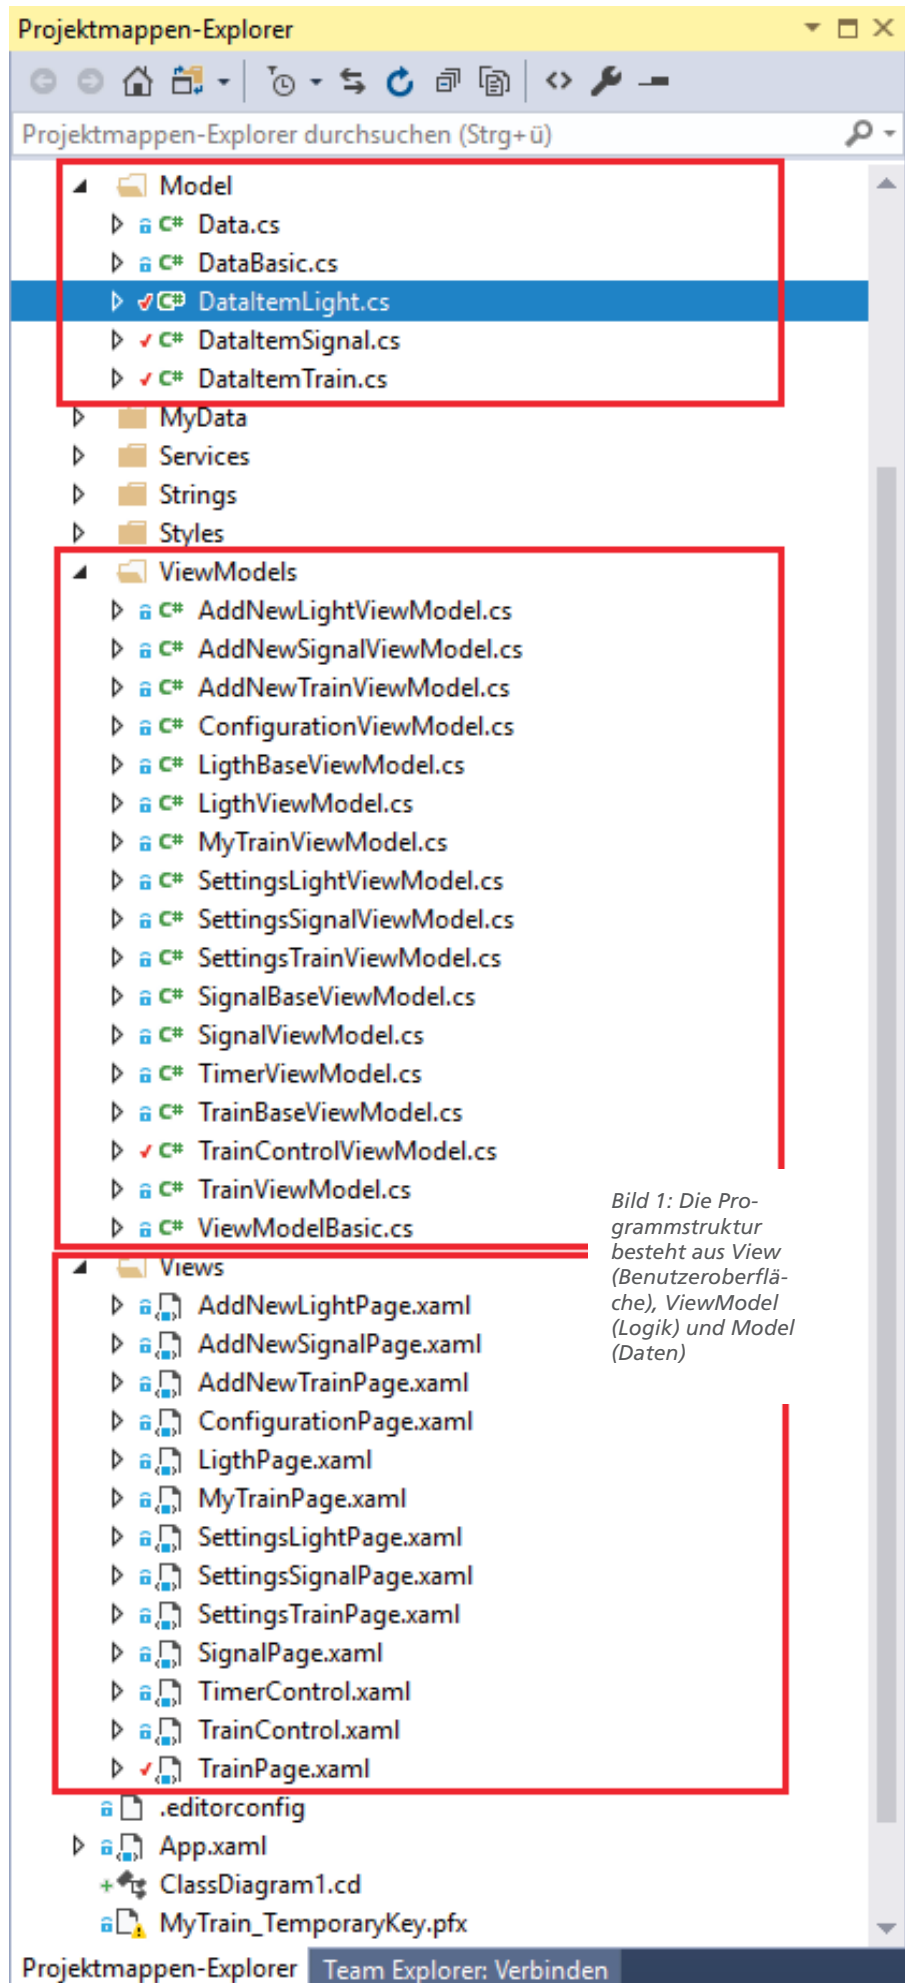 Projektmappen-Explorer
Projektmappen-Explorer durchsuchen (Strg+ü)
Model
C# Data.cs
C# DataBasic.cs
C# DataItemLight.cs
C# DataItemSignal.cs
C# DataItemTrain.cs
MyData
Services
Strings
Styles
ViewModels
C# AddNewLightViewModel.cs
C# AddNewSignalViewModel.cs
C# AddNewTrainViewModel.cs
C# ConfigurationViewModel.cs
C# LigthBaseViewModel.cs
C# LigthViewModel.cs
C# MyTrainViewModel.cs
C# SettingsLightViewModel.cs
C# SettingsSignalViewModel.cs
C# SettingsTrainViewModel.cs
C# SignalBaseViewModel.cs
C# SignalViewModel.cs
C# TimerViewModel.cs
C# TrainBaseViewModel.cs
C# TrainControlViewModel.cs
C# TrainViewModel.cs
C# ViewModelBasic.cs
Views
AddNewLightPage.xaml
AddNewSignalPage.xaml
AddNewTrainPage.xaml
ConfigurationPage.xaml
LigthPage.xaml
MyTrainPage.xaml
SettingsLightPage.xaml
SettingsSignalPage.xaml
SettingsTrainPage.xaml
SignalPage.xaml
TimerControl.xaml
TrainControl.xaml
TrainPage.xaml
.editorconfig
App.xaml
ClassDiagram1.cd
MyTrain_TemporaryKey.pfx
Projektmappen-Explorer
Team Explorer: Verbinden
Bild 1: Die Pro-
grammstruktur
besteht aus View
(Benutzeroberflä-
che), ViewModel
(Logik) und Model
(Daten)